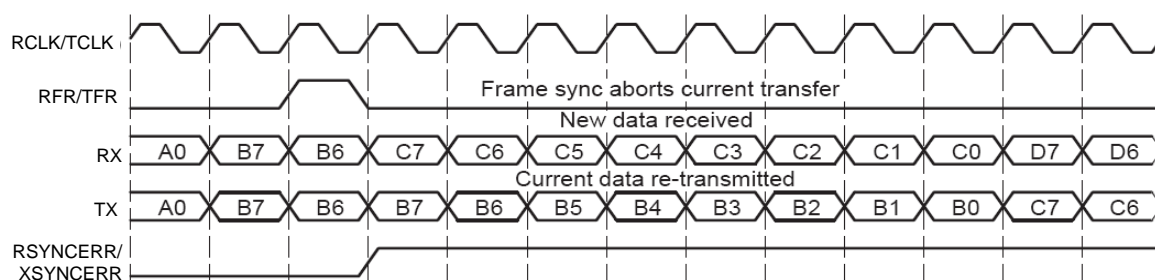 RCLK/TCLK
RFR/TFR
Frame sync aborts current transfer
New data received
RX A0 B7 B6 C7 C6 C5 C4 C3 C2 C1 C0 D7 D6
Current data re-transmitted
TX A0 B7 B6 B7 B6 B5 B4 B3 B2 B1 B0 C7 C6
RSYNCERR/
XSYNCERR